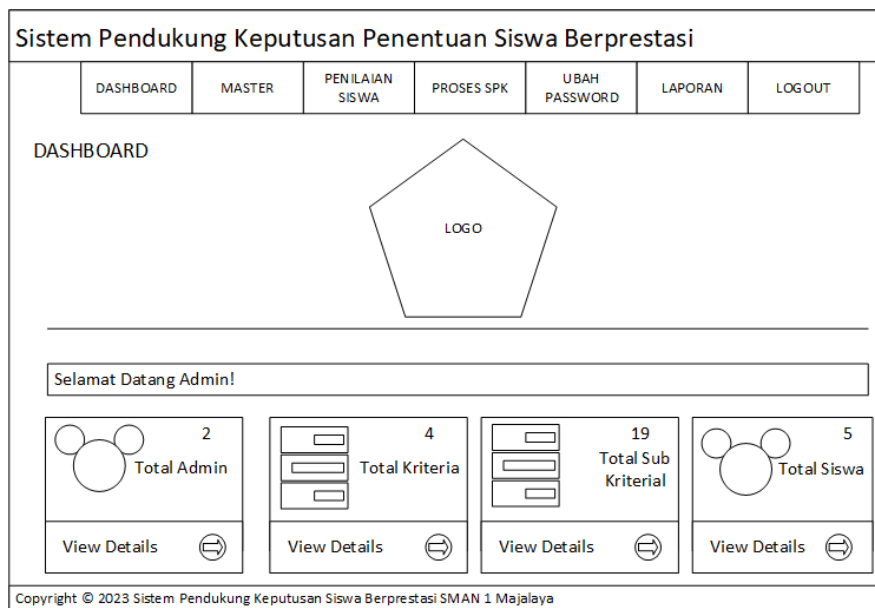 Sistem Pendukung Keputusan Penentuan Siswa Berprestasi
DASHBOARD
MASTER
PENILAIAN
SISWA
PROSES SPK
UBAH
PASSWORD
LAPORAN
LOGOUT
DASHBOARD
LOGO
Selamat Datang Admin!
2
Total Admin
View Details
4
Total Kriteria
View Details
19
Total Sub
Kriterial
View Details
5
Total Siswa
View Details
Copyright © 2023 Sistem Pendukung Keputusan Siswa Berprestasi SMAN 1 Majalaya